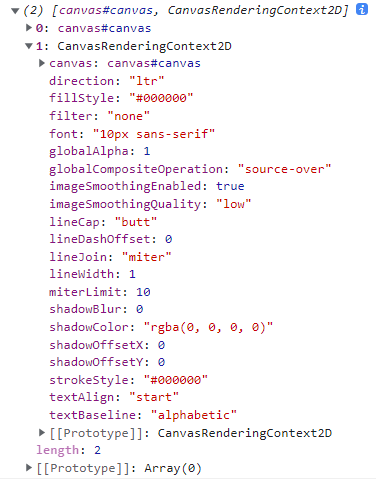 (2) [canvas#canvas, CanvasRenderingContext2D] i
0: canvas#canvas
1: CanvasRenderingContext2D
canvas: canvas#canvas
direction: "ltr"
fillStyle: "#000000"
filter: "none"
font: "10px sans-serif"
globalAlpha: 1
globalCompositeOperation: "source-over"
imageSmoothingEnabled: true
imageSmoothingQuality: "low"
lineCap: "butt"
lineDashOffset: 0
lineJoin: "miter"
lineWidth: 1
miterLimit: 10
shadowBlur: 0
shadowColor: "rgba(0, 0, 0, 0)"
shadowOffsetX: 0
shadowOffsetY: 0
strokeStyle: "#000000"
textAlign: "start"
textBaseline: "alphabetic"
[[Prototype]]: CanvasRenderingContext2D
length: 2
[[Prototype]]: Array(0)